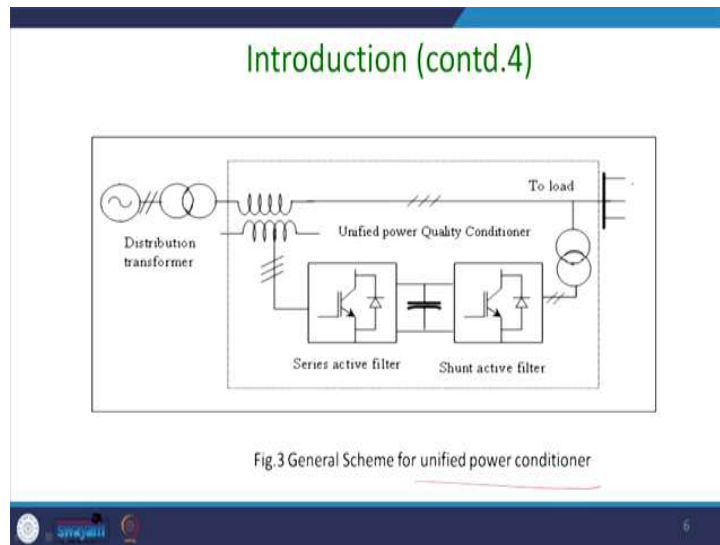 Introduction (contd.4)
To load
Unified power Quality Conditioner
Distribution
transformer
Series active filter
Shunt active filter
Fig.3 General Scheme for unified power conditioner
swayam
6